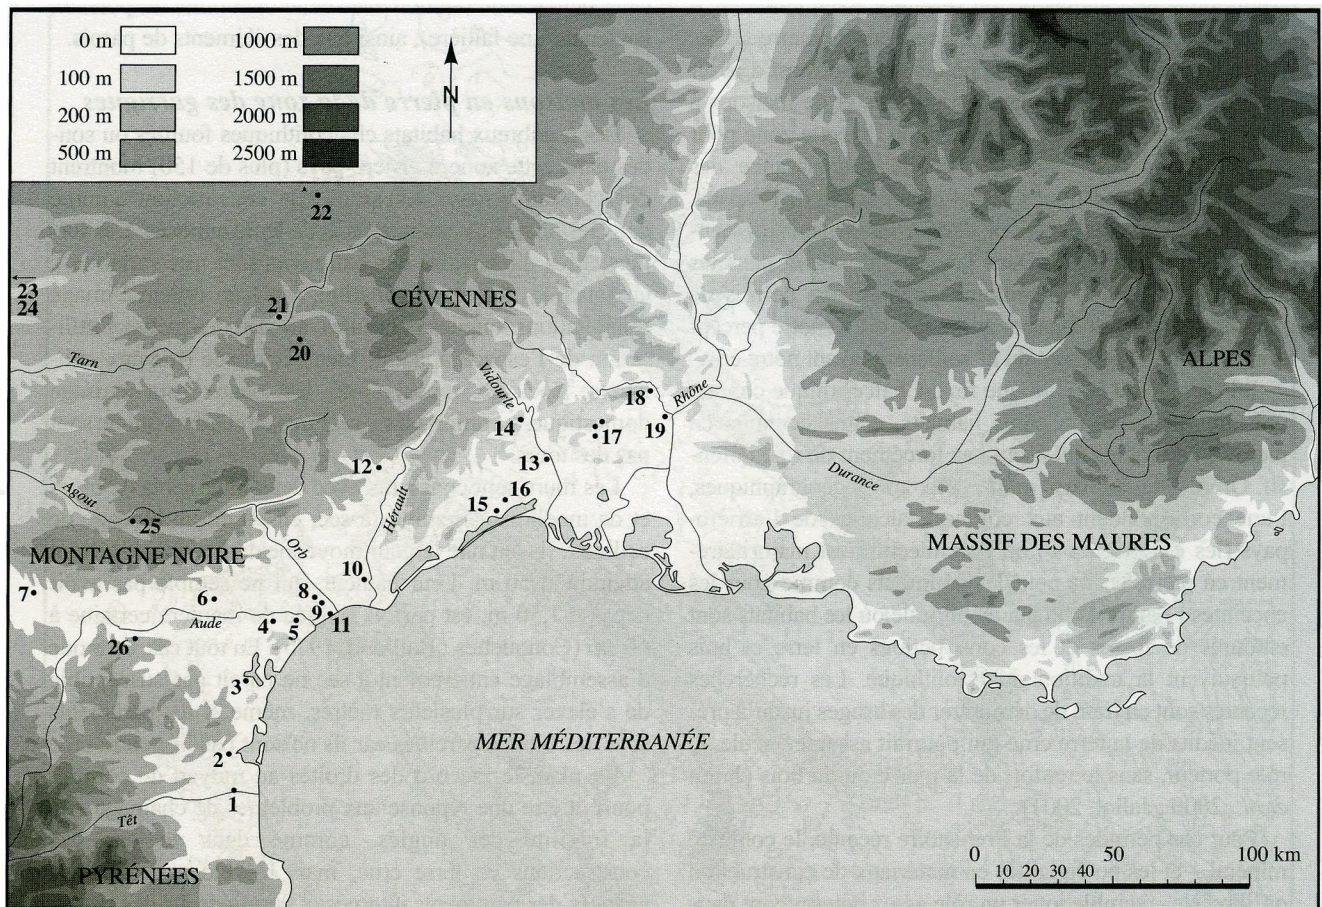 0 m 1000 m
100 m 1500 m
200 m 2000 m
500 m 2500 m
N
22
23
24
21
CÉVENNES
20
Tarn
ALPES
Vidourle
18
Rhône
14
17
19
13
12
Durance
Agout
15
16
Hérault
25
Orb
MONTAGNE NOIRE
MASSIF DES MAURES
10
7
6
8
9
11
Aude
4
5
26
3
MER MÉDITERRANÉE
2
1
Têt
0 50 100 km
10 20 30 40
PYRÉNÉES